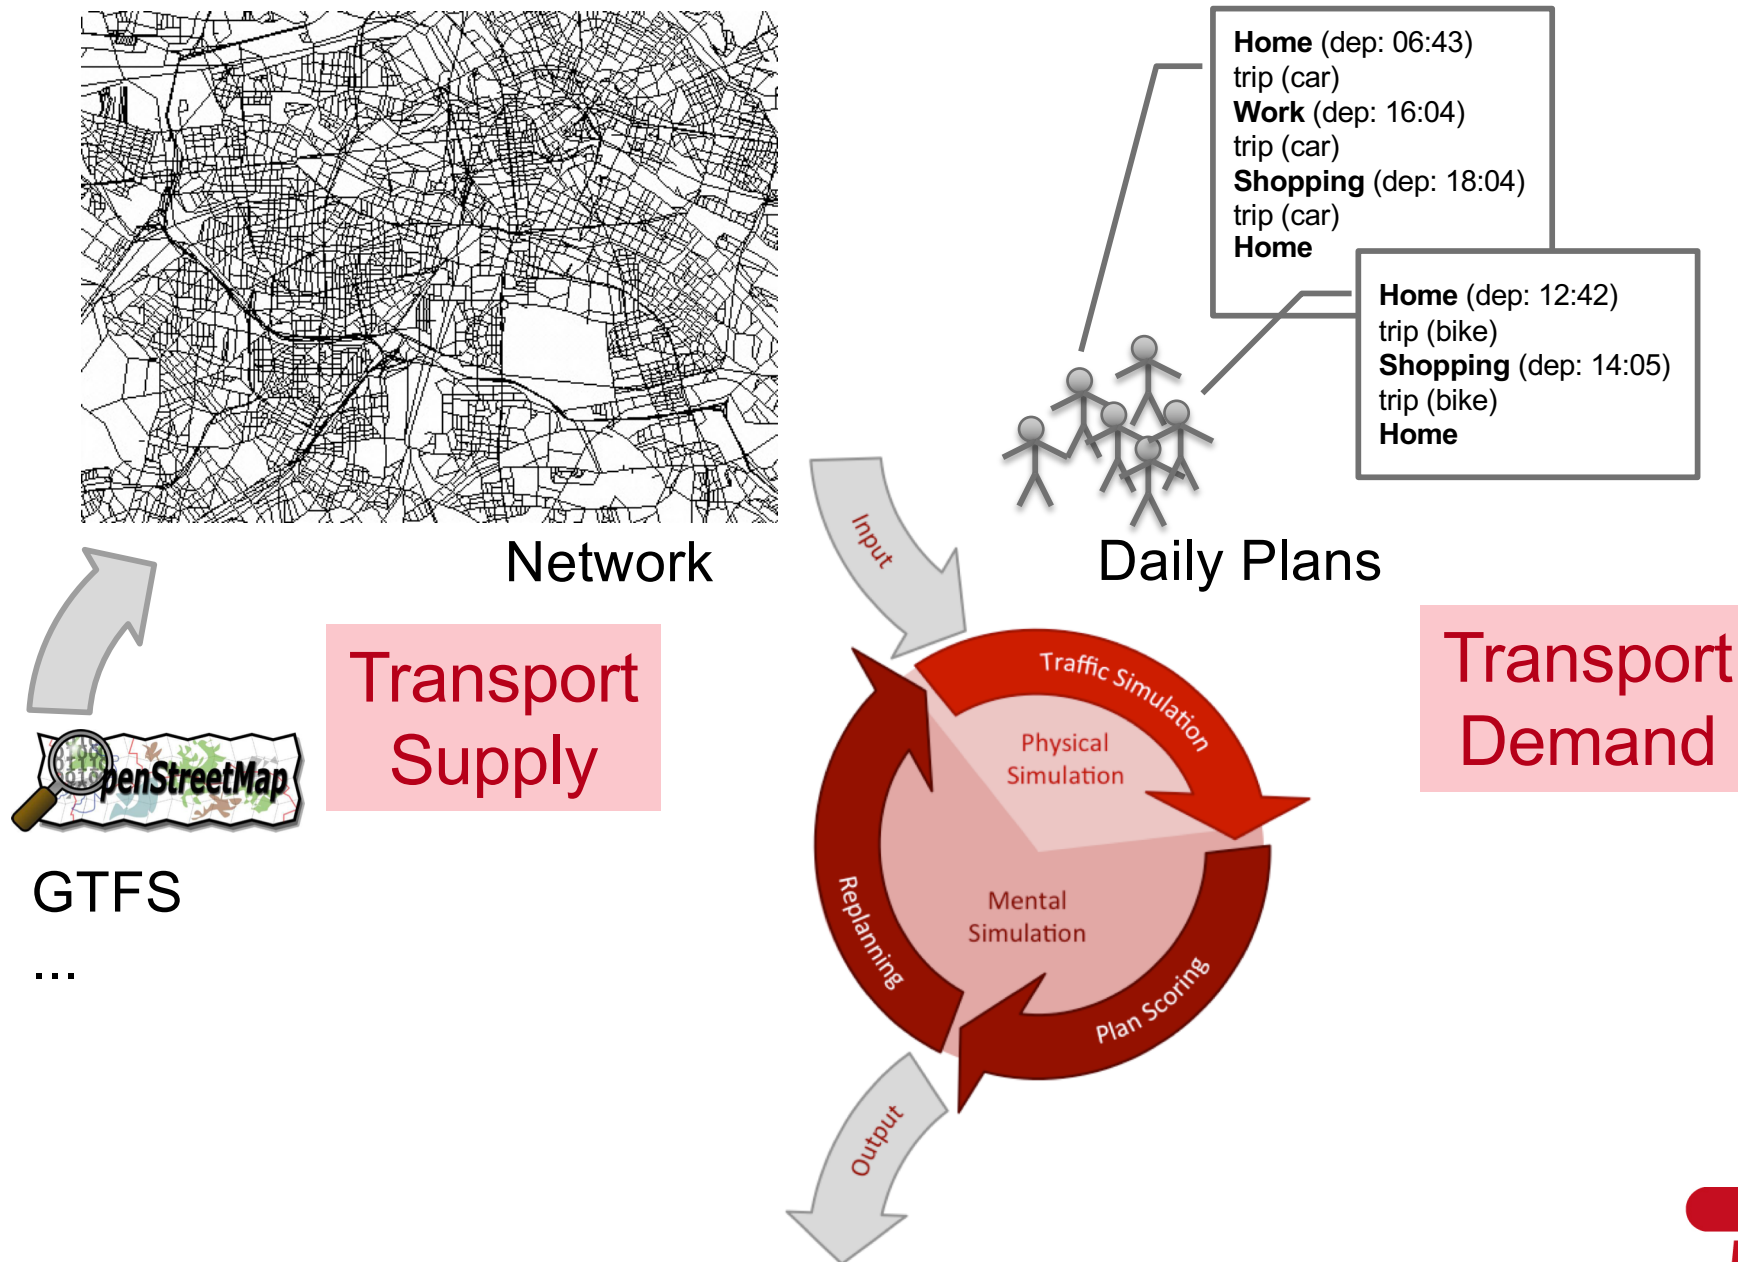 Home (dep: 06:43)
trip (car)
Work (dep: 16:04)
trip (car)
Shopping (dep: 18:04)
trip (car)
Home
Home (dep: 12:42)
trip (bike)
Shopping (dep: 14:05)
trip (bike)
Home
Network
Input
Daily Plans
Transport
Supply
Transport
Demand
Traffic Simulation
Physical
Simulation
penStreetMap
GTFS
...
Mental
Simulation
Replanning
Plan Scoring
Output